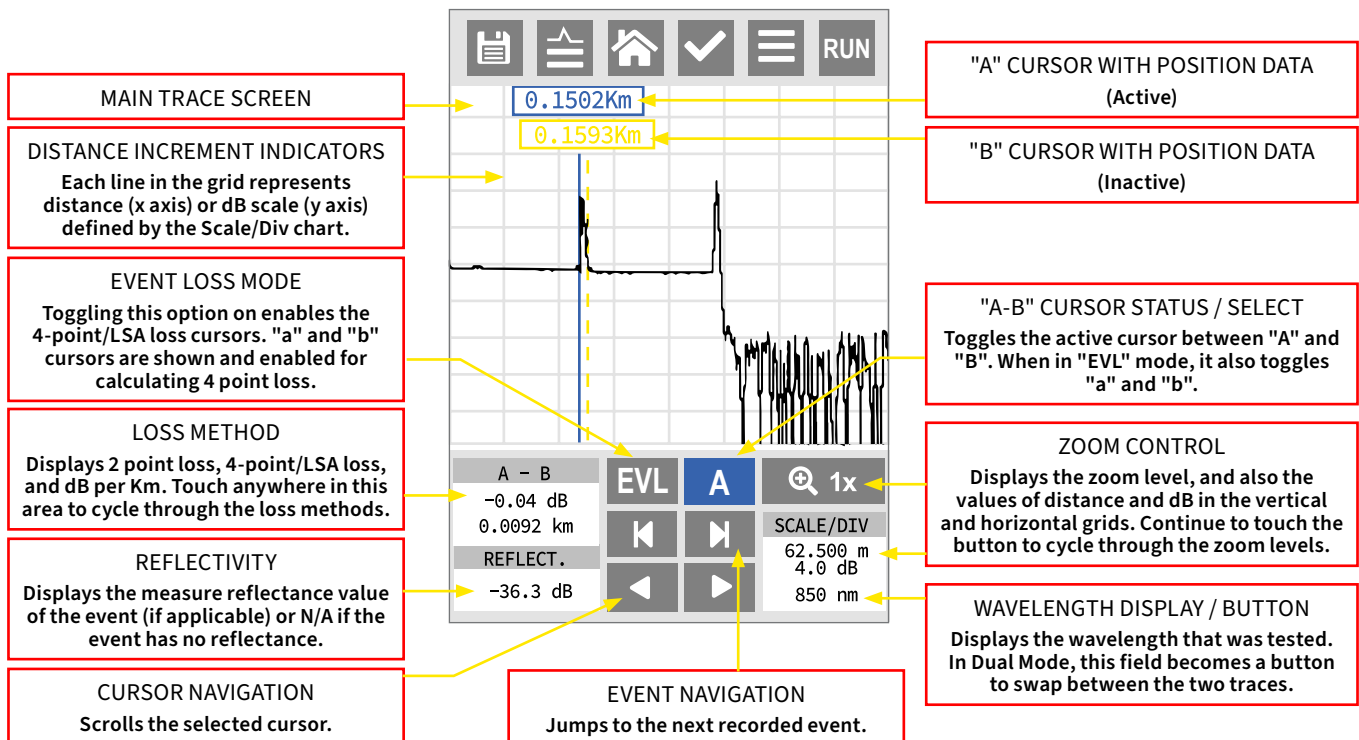 RUN
MAIN TRACE SCREEN
DISTANCE INCREMENT INDICATORS
Each line in the grid represents
distance (x axis) or dB scale (y axis)
defined by the Scale/Div chart.
EVENT LOSS MODE
Toggling this option on enables the
4-point/LSA loss cursors. "a" and "b"
cursors are shown and enabled for
calculating 4 point loss.
LOSS METHOD
Displays 2 point loss, 4-point/LSA loss,
and dB per Km. Touch anywhere in this
area to cycle through the loss methods.
REFLECTIVITY
Displays the measure reflectance value
of the event (if applicable) or N/A if the
event has no reflectance.
CURSOR NAVIGATION
Scrolls the selected cursor.
0.1502Km
0.1593Km
A - B
-0.04 dB
0.0092 km
REFLECT.
-36.3 dB
EVL
A
1x
SCALE/DIV
62.500 m
4.0 dB
850 nm
EVENT NAVIGATION
Jumps to the next recorded event.
"A" CURSOR WITH POSITION DATA
(Active)
"B" CURSOR WITH POSITION DATA
(Inactive)
"A-B" CURSOR STATUS / SELECT
Toggles the active cursor between "A" and
"B". When in "EVL" mode, it also toggles
"a" and "b".
ZOOM CONTROL
Displays the zoom level, and also the
values of distance and dB in the vertical
and horizontal grids. Continue to touch the
button to cycle through the zoom levels.
WAVELENGTH DISPLAY / BUTTON
Displays the wavelength that was tested.
In Dual Mode, this field becomes a button
to swap between the two traces.